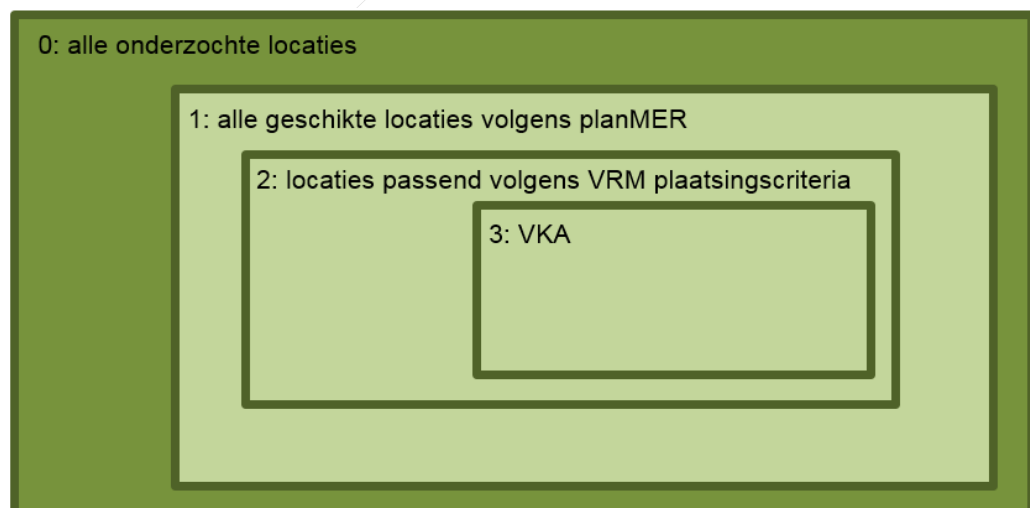 0: alle onderzochte locaties
1: alle geschikte locaties volgens planMER
2: locaties passend volgens VRM plaatsingscriteria
3: VKA